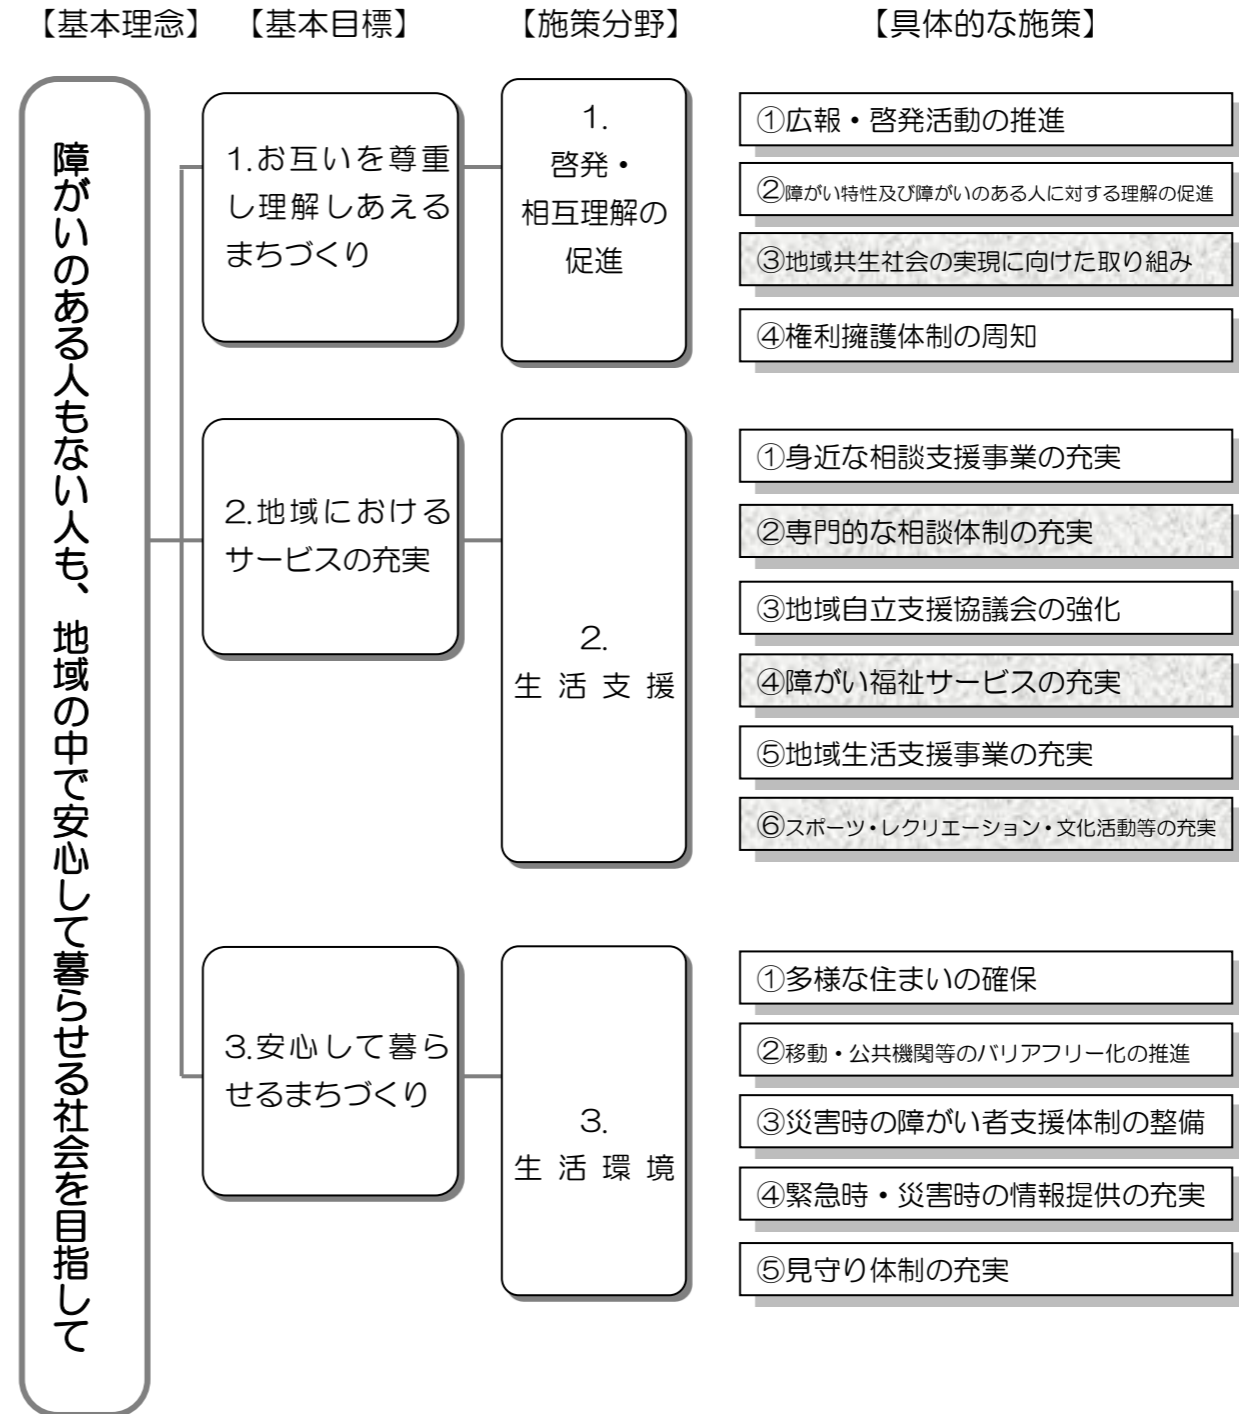 【基本理念】 【基本目標】 【施策分野】 【具体的な施策】
障がいのある人もない人も、地域の中で安心して暮らせる社会を目指して
1.お互いを尊重
し理解しあえる
まちづくり
1.
啓発・
相互理解の
促進
①広報・啓発活動の推進
②障がい特性及び障がいのある人に対する理解の促進
③地域共生社会の実現に向けた取り組み
④権利擁護体制の周知
2.地域における
サービスの充実
2.
生活支援
①身近な相談支援事業の充実
②専門的な相談体制の充実
③地域自立支援協議会の強化
④障がい福祉サービスの充実
⑤地域生活支援事業の充実
⑥スポーツ・レクリエーション・文化活動等の充実
3.安心して暮ら
せるまちづくり
3.
生活環境
①多様な住まいの確保
②移動・公共機関等のバリアフリー化の推進
③災害時の障がい者支援体制の整備
④緊急時・災害時の情報提供の充実
⑤見守り体制の充実